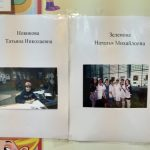 Новикова
Татьяна Николаевна
Зеленина
Наталья Михайловна